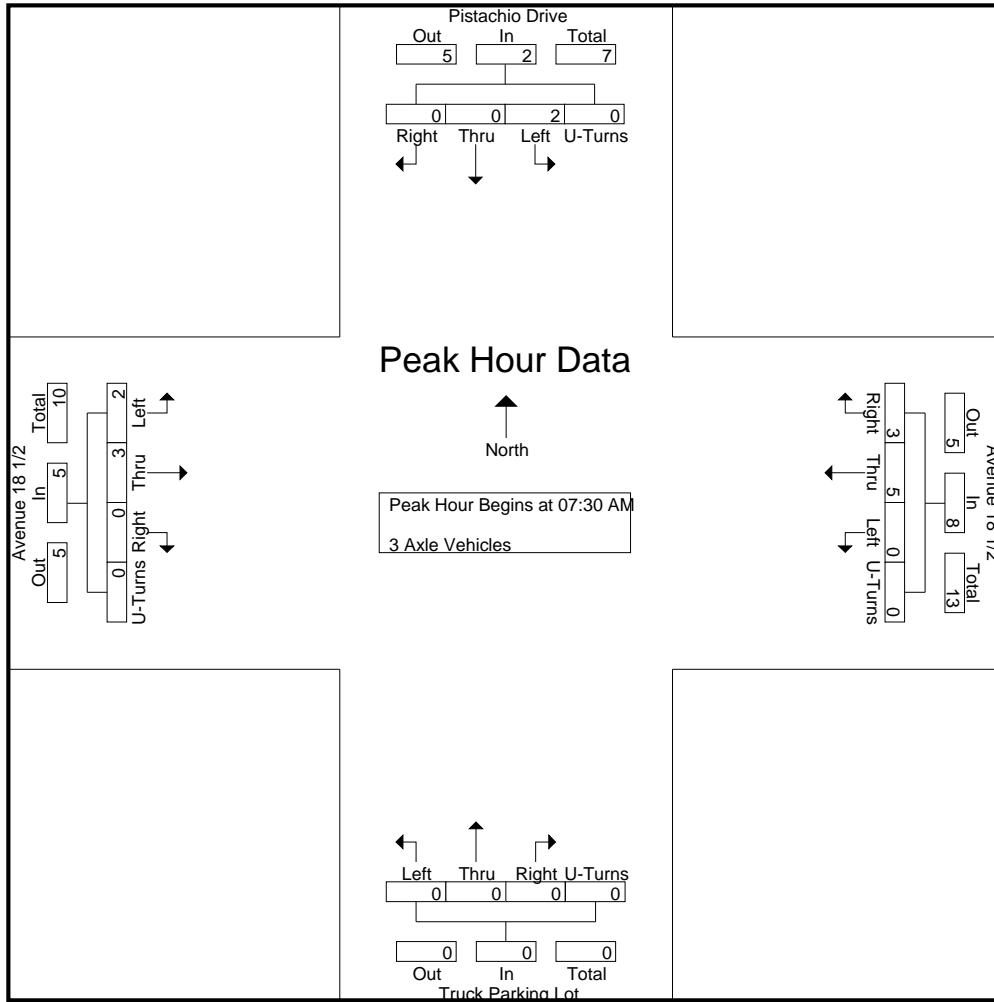 Pistachio Drive
Out In Total
5 2 7
0 0 2 0
Right Thru Left U-Turns
Peak Hour Data
North
Peak Hour Begins at 07:30 AM
3 Axle Vehicles
Avenue 18 1/2
Out In Total
5 5 10
U-Turns Right Thru Left
0 0 3 2
Avenue 18 1/2
Out In Total
5 8 13
3 5 0 0
Right Thru Left U-Turns
Left Thru Right U-Turns
0 0 0 0
0 0 0
Out In Total
Truck Parking Lot